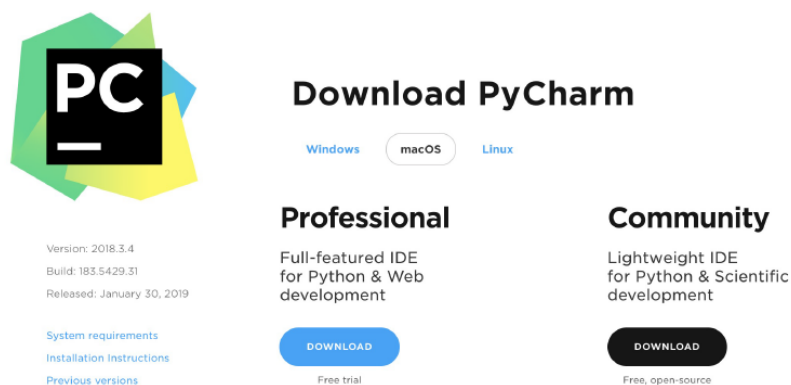 PC
Download PyCharm
Windows
macOS
Linux
Version: 2018.3.4
Build: 183.5429.31
Released: January 30, 2019
System requirements
Installation Instructions
Previous versions
Professional
Full-featured IDE
for Python & Web
development
DOWNLOAD
Free trial
Community
Lightweight IDE
for Python & Scientific
development
DOWNLOAD
Free, open-source